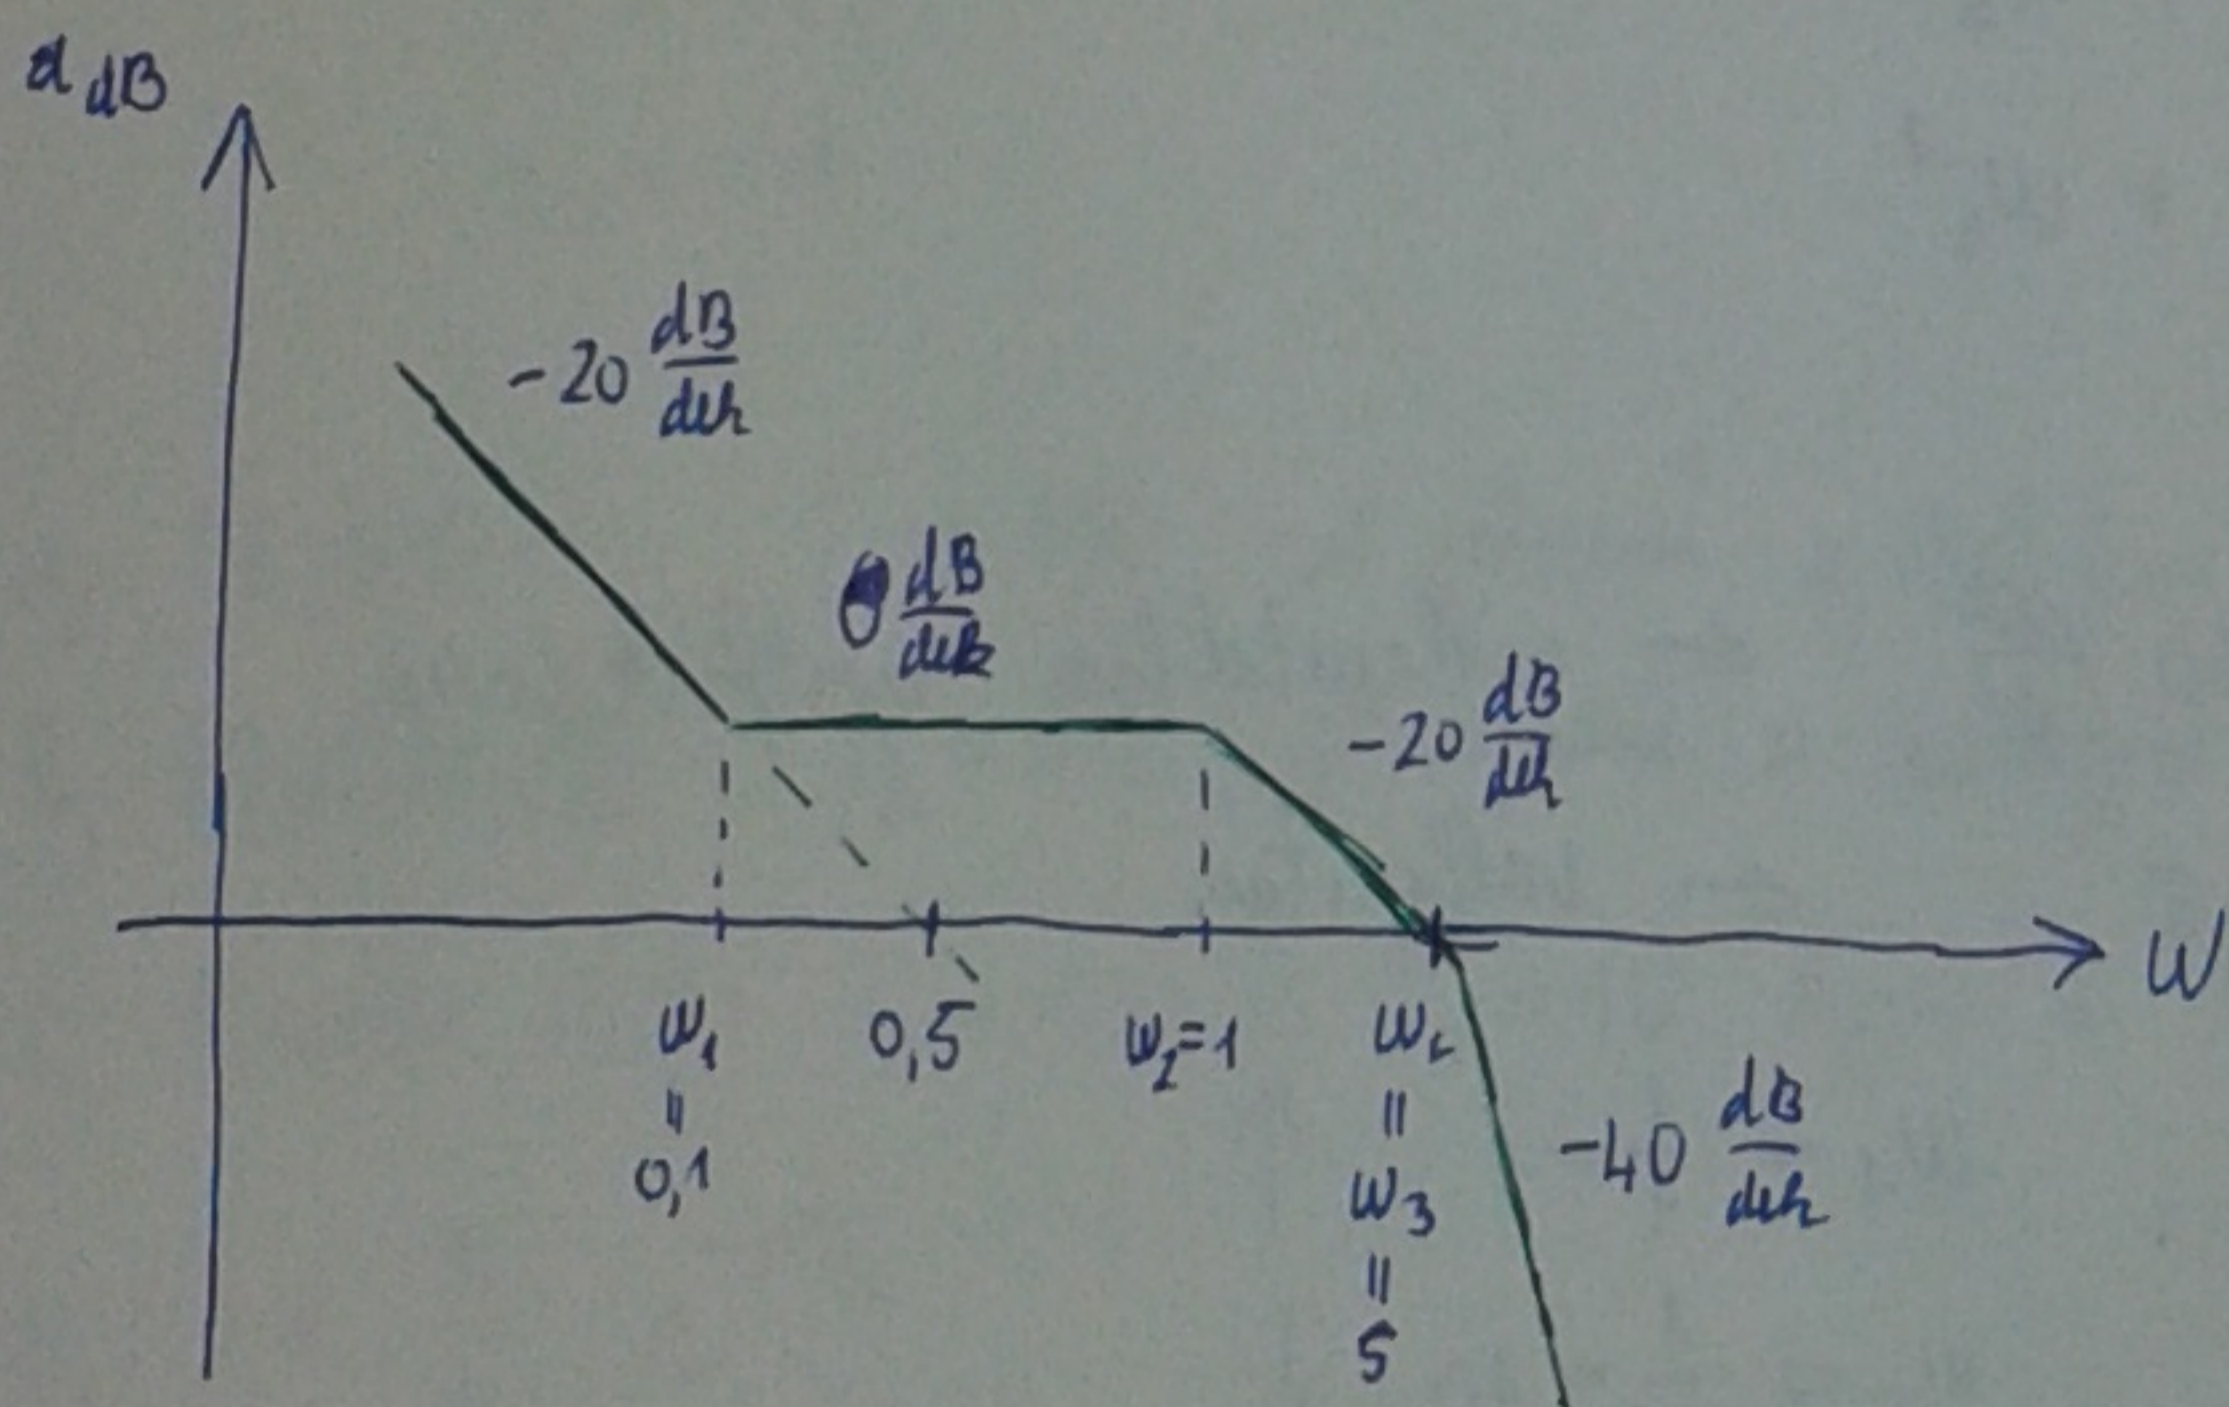 a dB
-20 dB/dek
0 dB/dek
-20 dB/dek
ω
ω1
0,5
ω2=1
ωc
=
=
0,1
ω3
=
5
-40 dB/dek